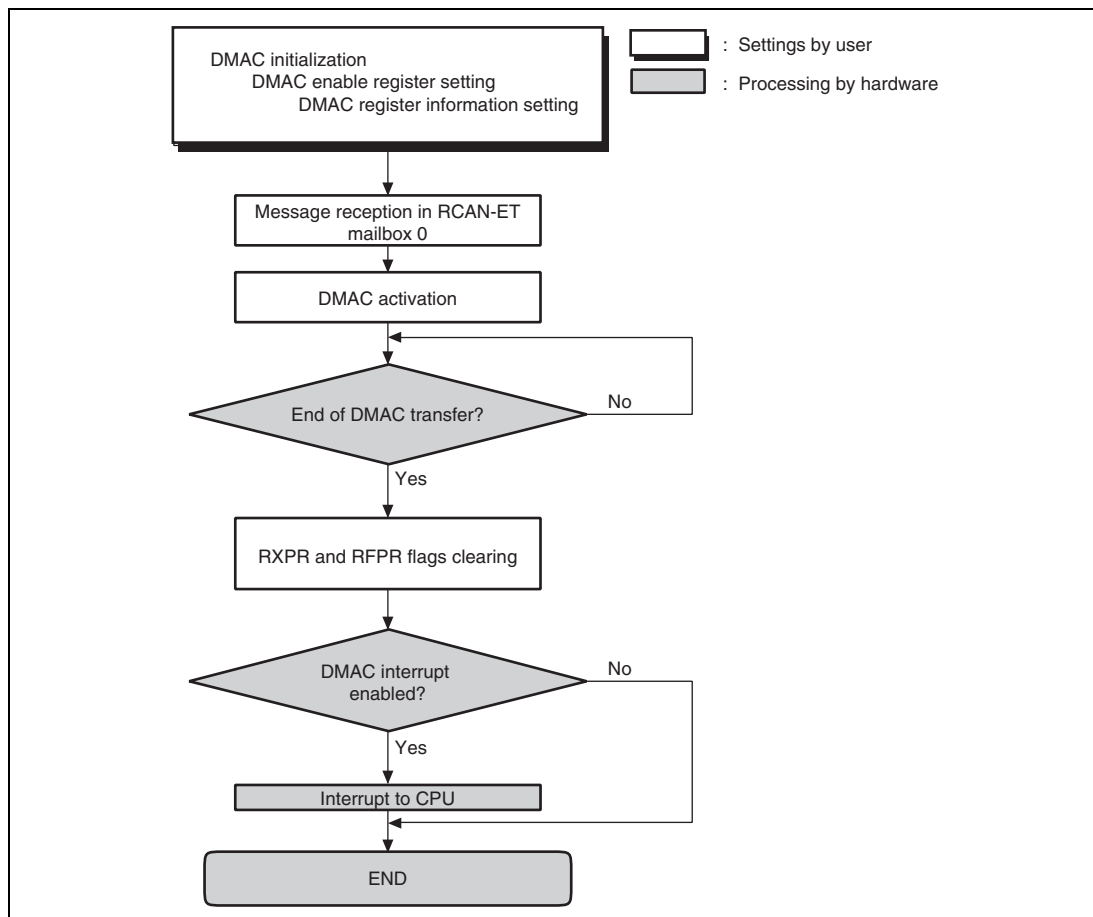 DMAC initialization
DMAC enable register setting
DMAC register information setting
: Settings by user
: Processing by hardware
Message reception in RCAN-ET
mailbox 0
DMAC activation
End of DMAC transfer?
No
Yes
RXPR and RFPR flags clearing
DMAC interrupt
enabled?
No
Yes
Interrupt to CPU
END